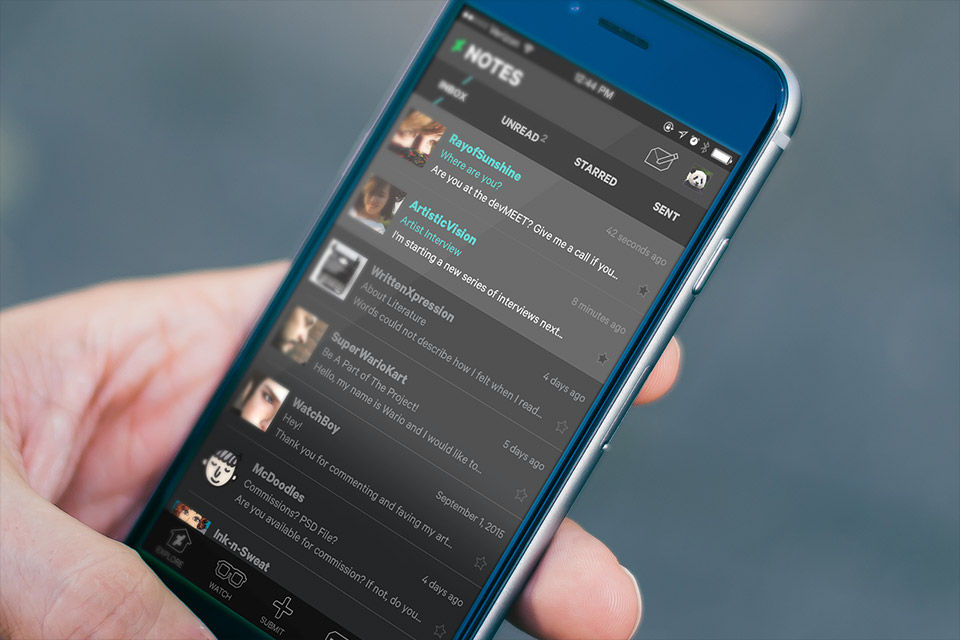 Verizon
12:44 PM
NOTES
INBOX
UNREAD 2
STARRED
SENT
RayofSunshine
Where are you?
42 seconds ago
Are you at the devMEET? Give me a call if you...
ArtisticVision
Artist Interview
8 minutes ago
I'm starting a new series of interviews next...
WrittenXpression
About Literature
4 days ago
Words could not describe how I felt when I read...
SuperWarioKart
Be A Part of The Project!
5 days ago
Hello, my name is Wario and I would like to...
WatchBoy
Hey!
September 1, 2015
Thank you for commenting and faving my art...
McDoodles
Commissions? PSD File?
4 days ago
Are you available for commission? If not, do you...
Ink-n-Sweat
EXPLORE
WATCH
SUBMIT